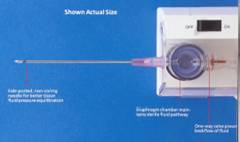 Shown Actual Size
OFF
ON
Side-ported, non-coring
needle for better tissue
fluid pressure equilibration
Diaphragm chamber main-
tains sterile fluid pathway
One-way valve prevents
backflow of fluid